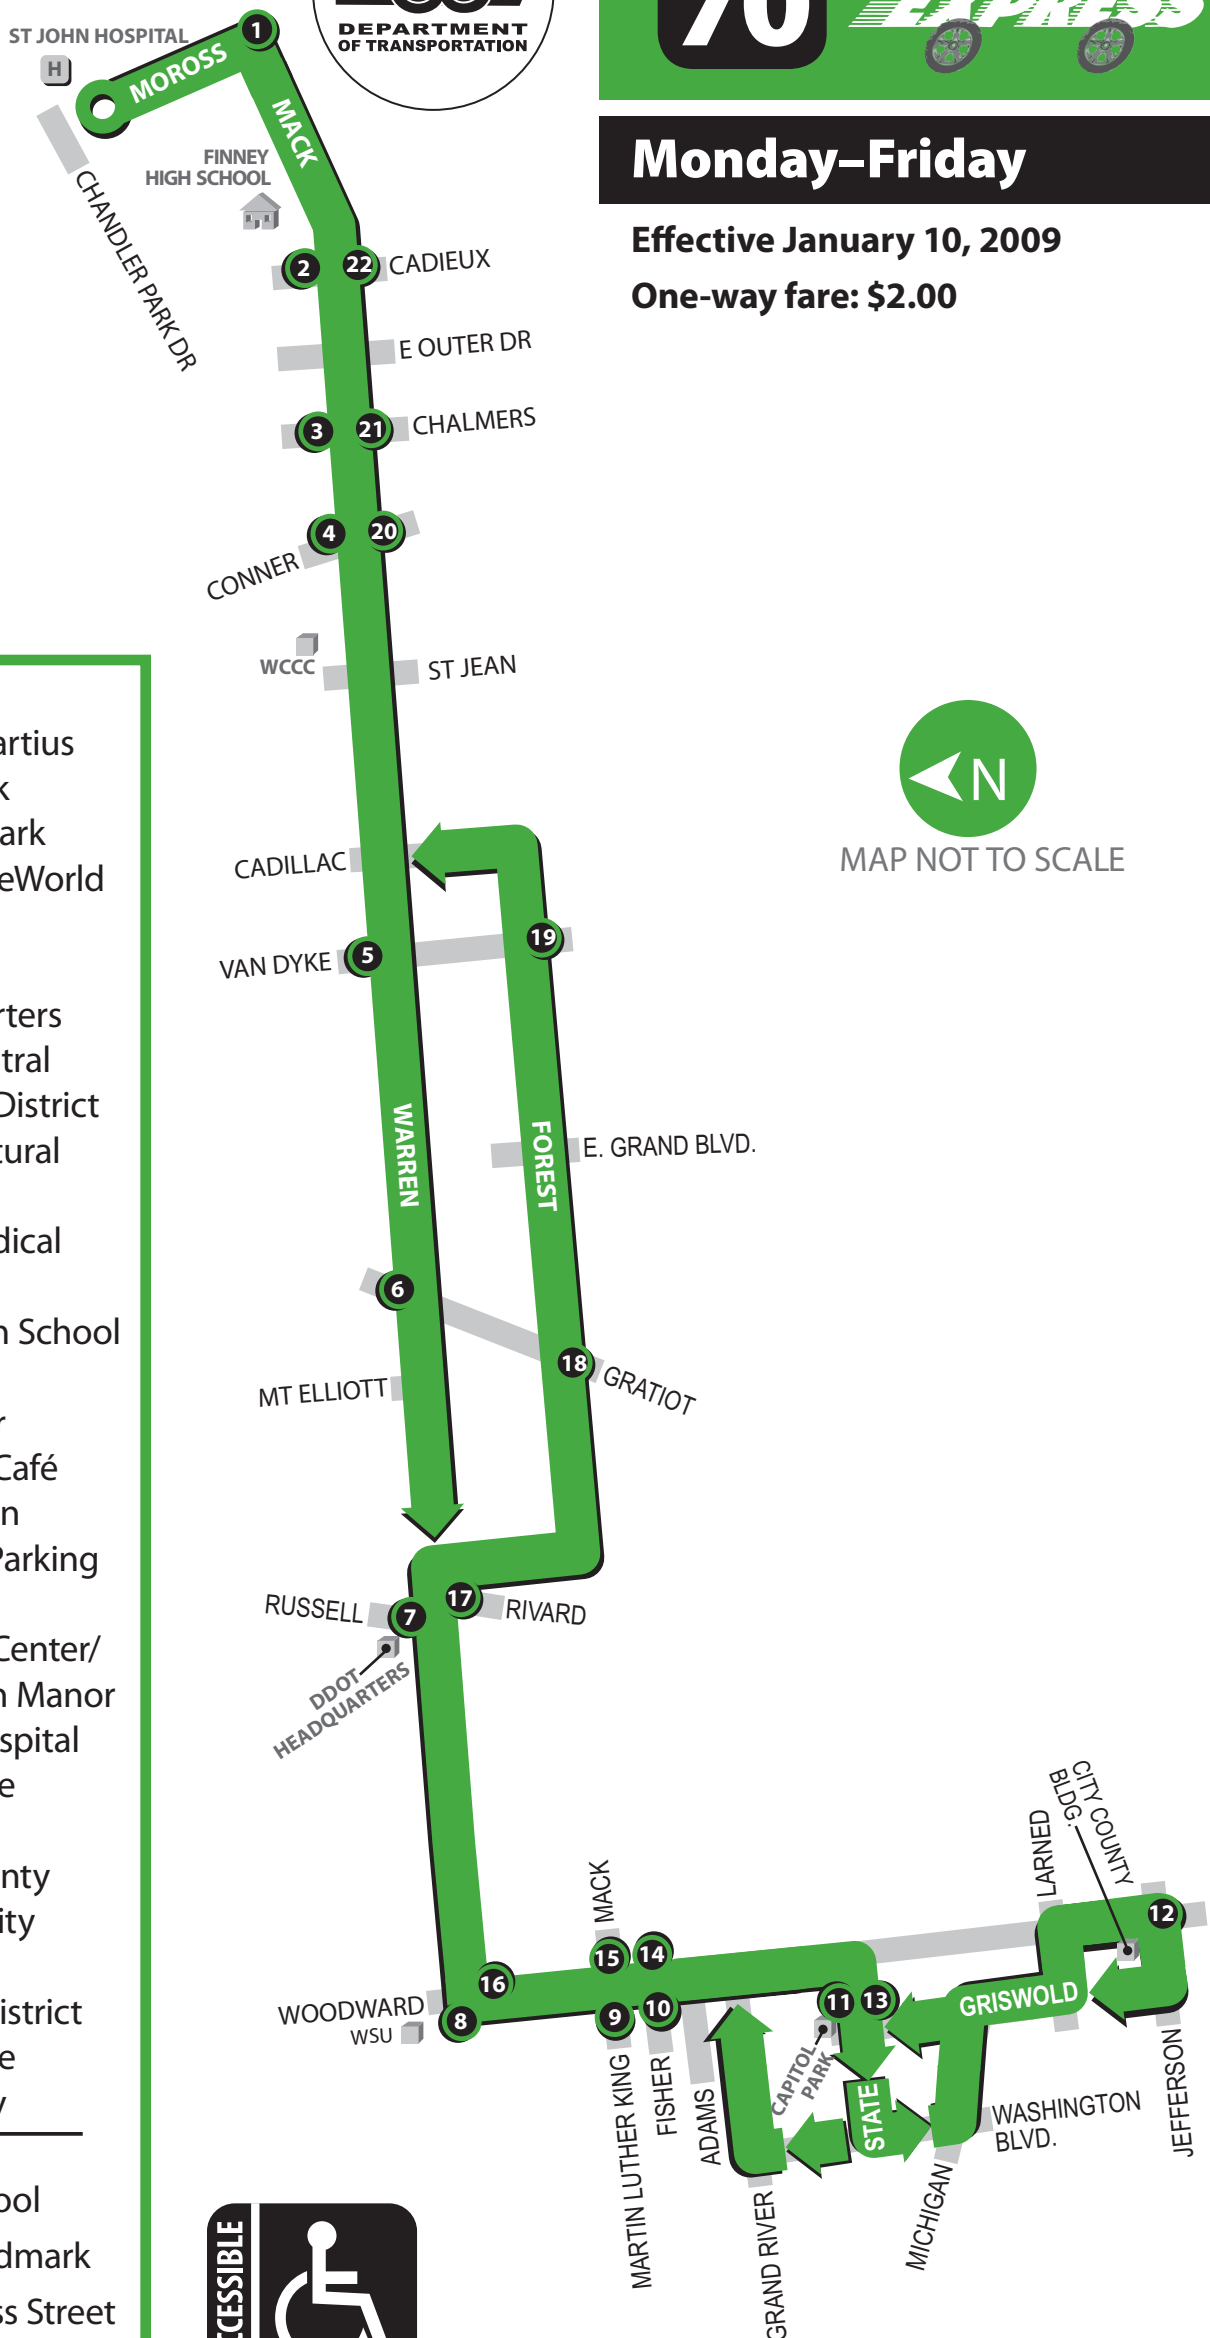 ST JOHN HOSPITAL
H
1
MOROSS
MACK
DEPARTMENT
OF TRANSPORTATION
70
EXPRESS
Monday–Friday
Effective January 10, 2009
One-way fare: $2.00
FINNEY
HIGH SCHOOL
CHANDLER PARK DR
2
22
CADIEUX
E OUTER DR
3
21
CHALMERS
4
20
CONNER
WCCC
ST JEAN
N
MAP NOT TO SCALE
CADILLAC
VAN DYKE
5
19
WARREN
FOREST
E. GRAND BLVD.
6
18
GRATIOT
MT ELLIOTT
RUSSELL
7
17
RIVARD
DDOT
HEADQUARTERS
WOODWARD
WSU
8
16
MACK
15
14
9
10
MARTIN LUTHER KING
FISHER
ADAMS
11
13
CAPITOL
PARK
STATE
GRAND RIVER
MICHIGAN
WASHINGTON
BLVD.
GRISWOLD
LARNED
CITY COUNTY
BLDG.
12
JEFFERSON
artius
k
ark
eWorld
rters
tral
District
tural
dical
n School
r
Café
n
Parking
Center/
n Manor
spital
e
nty
ity
istrict
e
y
ool
dmark
ss Street
CCESSIBLE